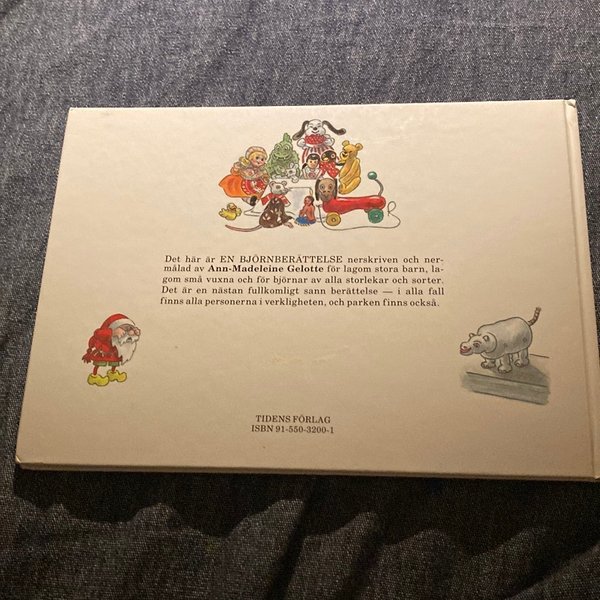 Det här är EN BJÖRNBERÄTTELSE nerskriven och ner-
målad av Ann-Madeleine Gelotte för lagom stora barn, la-
gom små vuxna och för björnar av alla storlekar och sorter.
Det är en nästan fullkomligt sann berättelse — i alla fall
finns alla personerna i verkligheten, och parken finns också.
TIDENS FÖRLAG
ISBN 91-550-3200-1